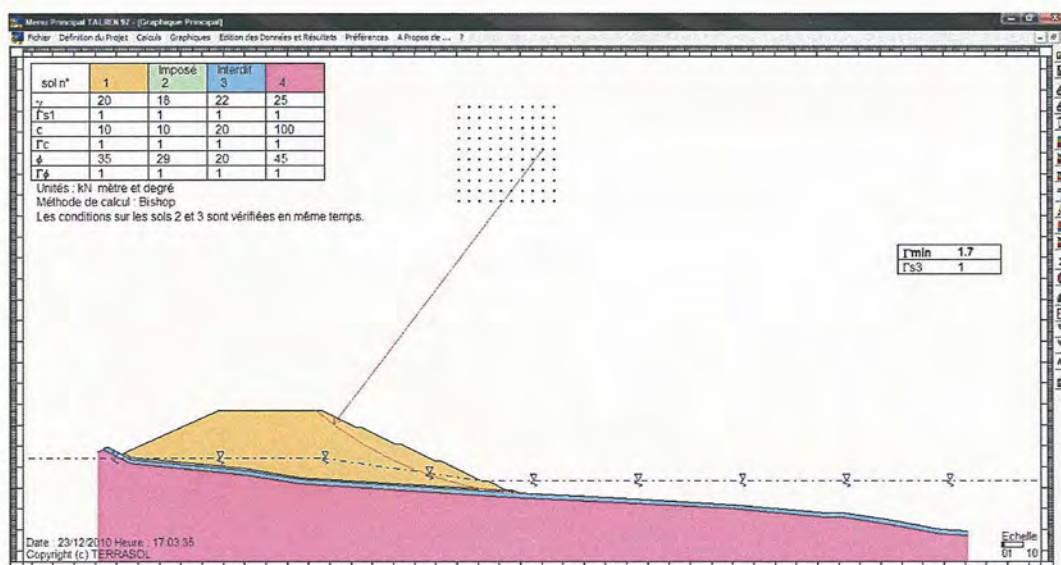 Menu Principal TALREN 97 - [Graphique Principal]
Fichier Définition du Projet Calculs Graphiques Edition des Données et Résultats Préférences A Propos de ... ?
sol n° 1 Imposé 2 Interdit 3 4
γ 20 18 22 25
Γs1 1 1 1 1
c 10 10 20 100
Γc 1 1 1 1
ϕ 35 29 20 45
Γϕ 1 1 1 1
Unités : kN mètre et degré
Méthode de calcul : Bishop
Les conditions sur les sols 2 et 3 sont vérifiées en même temps.
Γmin 1.7
Γs3 1
Date : 23/12/2010 Heure : 17:03:35
Copyright (c) TERRASOL
Echelle
01 10